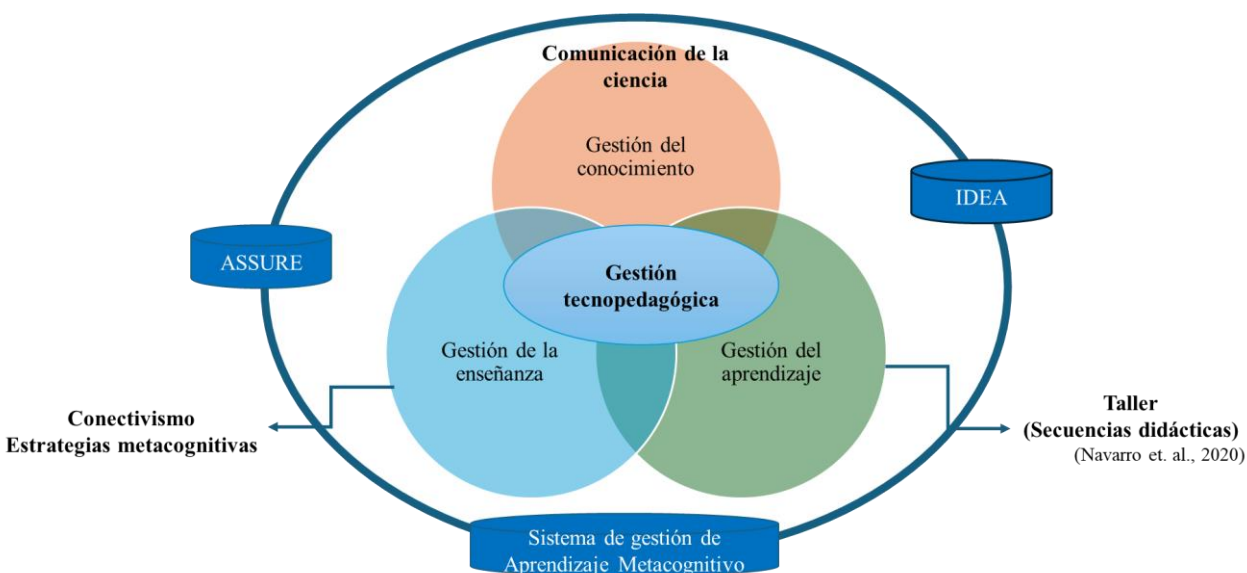 Comunicación de la
ciencia
Gestión del
conocimiento
IDEA
ASSURE
Gestión
tecnopedagógica
Gestión de la
enseñanza
Gestión del
aprendizaje
Conectivismo
Estrategias metacognitivas
Taller
(Secuencias didácticas)
(Navarro et. al., 2020)
Sistema de gestión de
Aprendizaje Metacognitivo